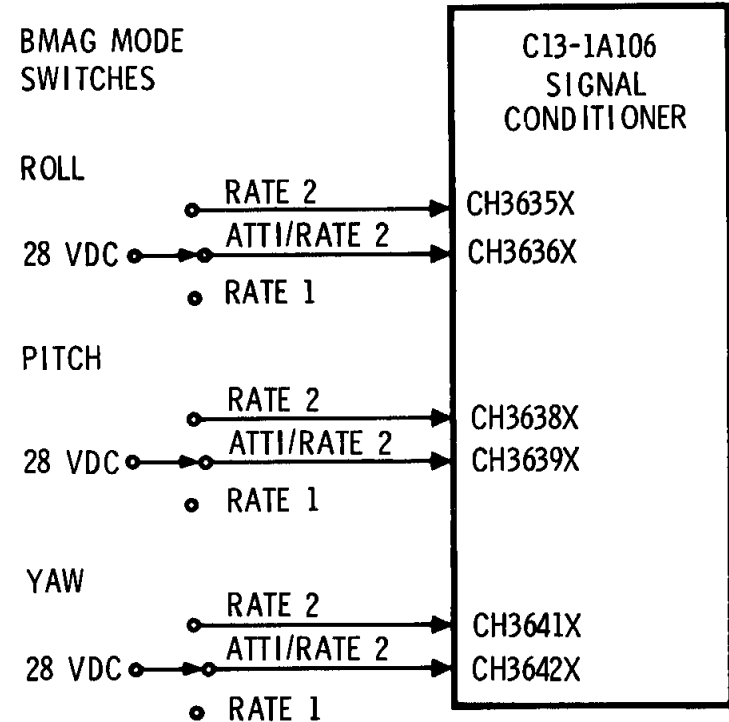 BMAG MODE
SWITCHES
C13-1A106
SIGNAL
CONDITIONER
ROLL
RATE 2
CH3635X
28 VDC
ATTI/RATE 2
CH3636X
RATE 1
PITCH
RATE 2
CH3638X
28 VDC
ATTI/RATE 2
CH3639X
RATE 1
YAW
RATE 2
CH3641X
28 VDC
ATTI/RATE 2
CH3642X
RATE 1